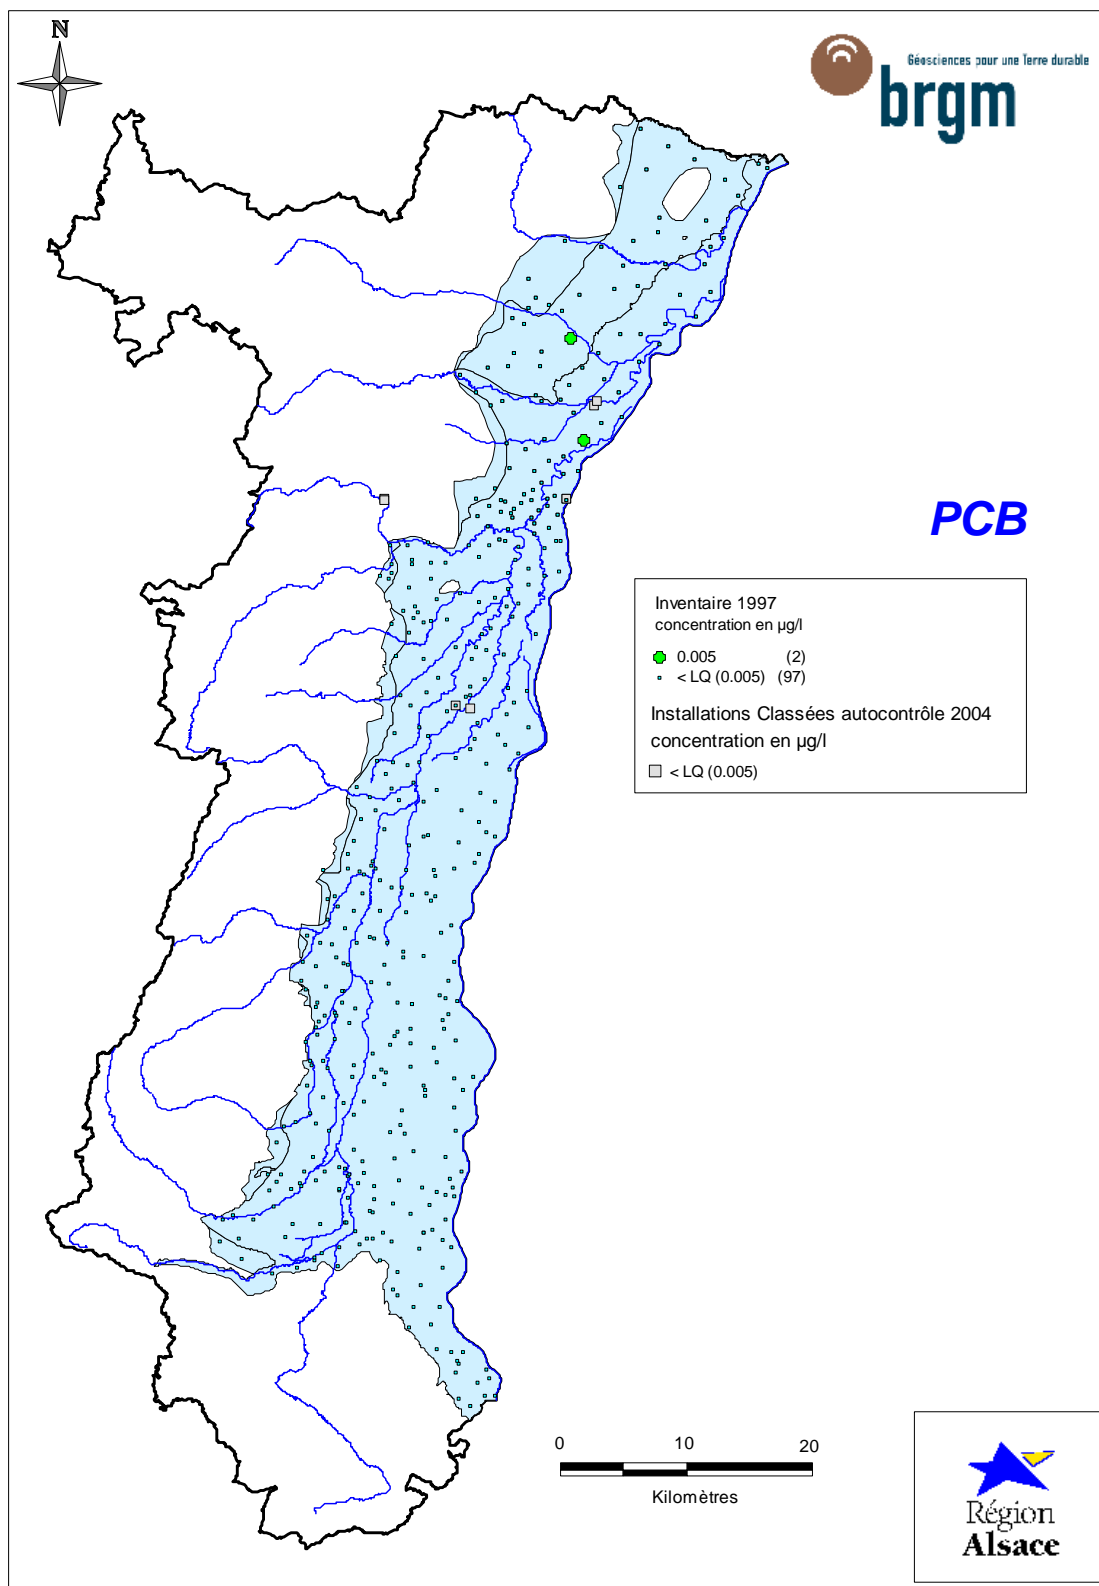 N
Géosciences pour une Terre durable
brgm
PCB
Inventaire 1997
concentration en µg/l
0.005 (2)
< LQ (0.005) (97)
Installations Classées autocontrôle 2004
concentration en µg/l
< LQ (0.005)
0 10 20
Kilomètres
Région
Alsace